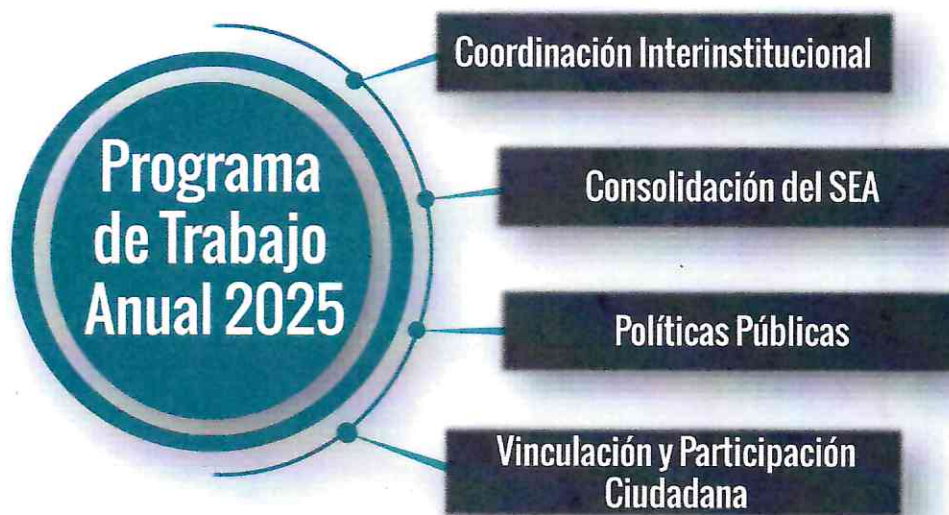 Programa
de Trabajo
Anual 2025
Coordinación Interinstitucional
Consolidación del SEA
Políticas Públicas
Vinculación y Participación
Ciudadana